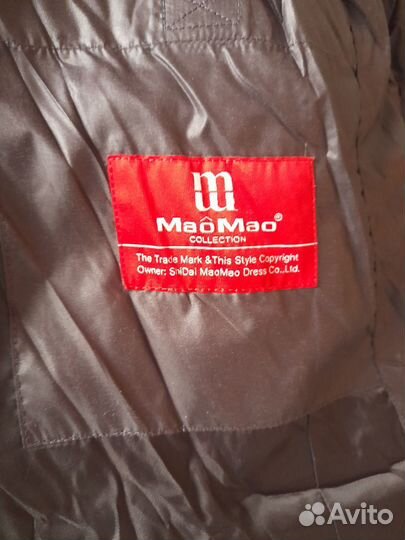 m
MaôMao®
COLLECTION
The Trade Mark &This Style Copyright
Owner: ShiDai MaoMao Dress Co.,Ltd.
Avito